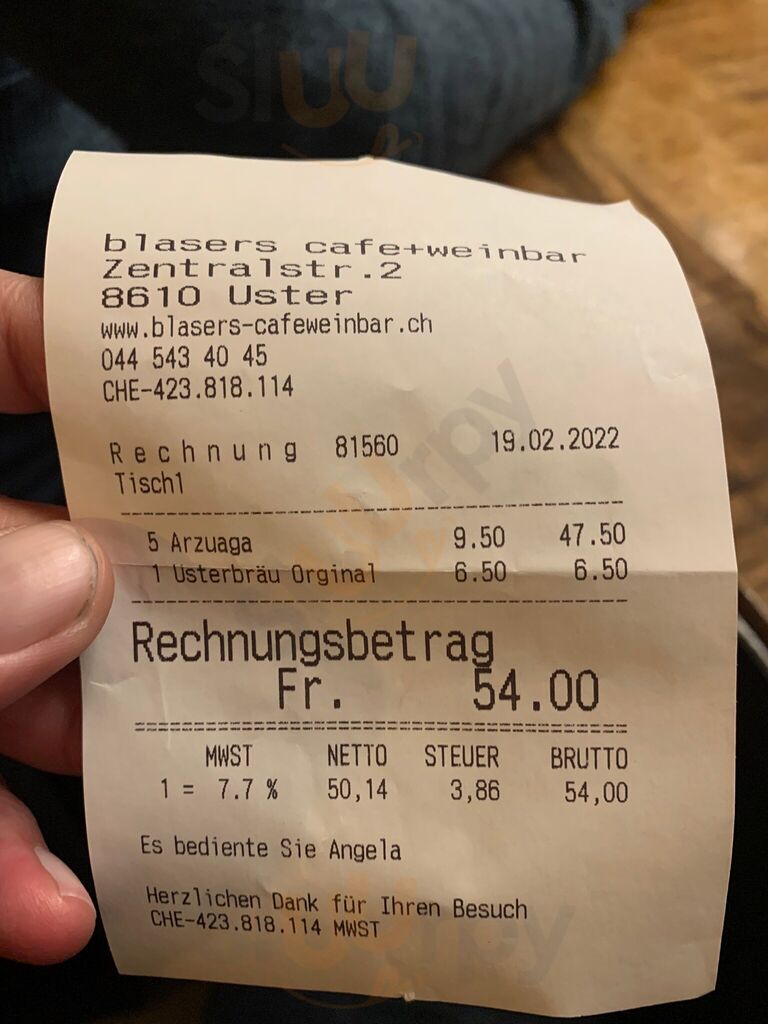 blasers cafe+weinbar
Zentralstr.2
8610 Uster
www.blasers-cafeweinbar.ch
044 543 40 45
CHE-423.818.114
Rechnung 81560 19.02.2022
Tisch1
5 Arzuaga 9.50 47.50
1 Usterbräu Orginal 6.50 6.50
Rechnungsbetrag
Fr. 54.00
MWST NETTO STEUER BRUTTO
1 = 7.7 % 50,14 3,86 54,00
Es bediente Sie Angela
Herzlichen Dank für Ihren Besuch
CHE-423.818.114 MWST